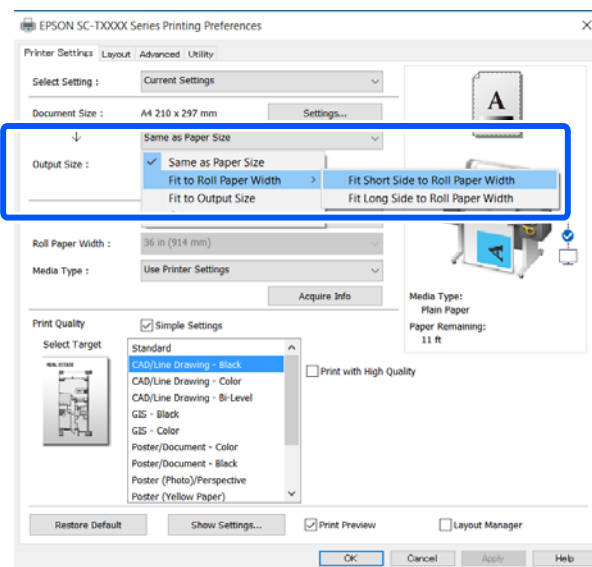 EPSON SC-TXXXX Series Printing Preferences
Printer Settings Layout Advanced Utility
Select Setting : Current Settings
Document Size : A4 210 x 297 mm Settings...
Same as Paper Size
Output Size :
Same as Paper Size
Fit to Roll Paper Width Fit Short Side to Roll Paper Width
Fit to Output Size Fit Long Side to Roll Paper Width
A
Roll Paper Width : 36 in (914 mm)
Media Type : Use Printer Settings
Acquire Info
Media Type:
Plain Paper
Paper Remaining:
11 ft
Print Quality Simple Settings
Select Target
REAL ESTATE
Standard
CAD/Line Drawing - Black
CAD/Line Drawing - Color
CAD/Line Drawing - Bi-Level
GIS - Black
GIS - Color
Poster/Document - Color
Poster/Document - Black
Poster (Photo)/Perspective
Poster (Yellow Paper)
Print with High Quality
Restore Default Show Settings... Print Preview Layout Manager
OK Cancel Apply Help